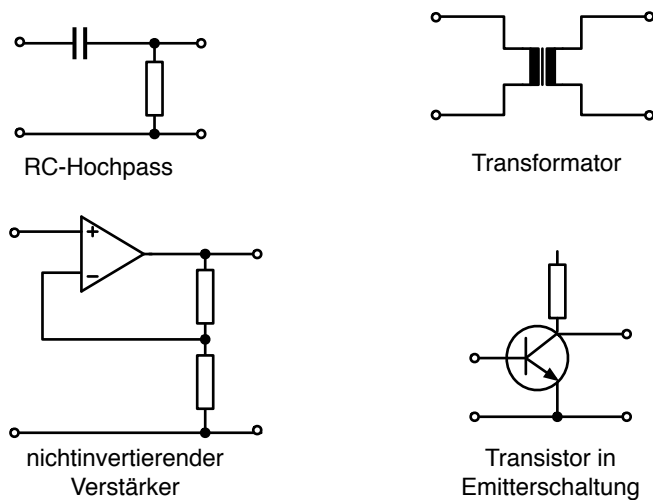 RC-Hochpass
Transformator
+
−
nichtinvertierender
Verstärker
Transistor in
Emitterschaltung